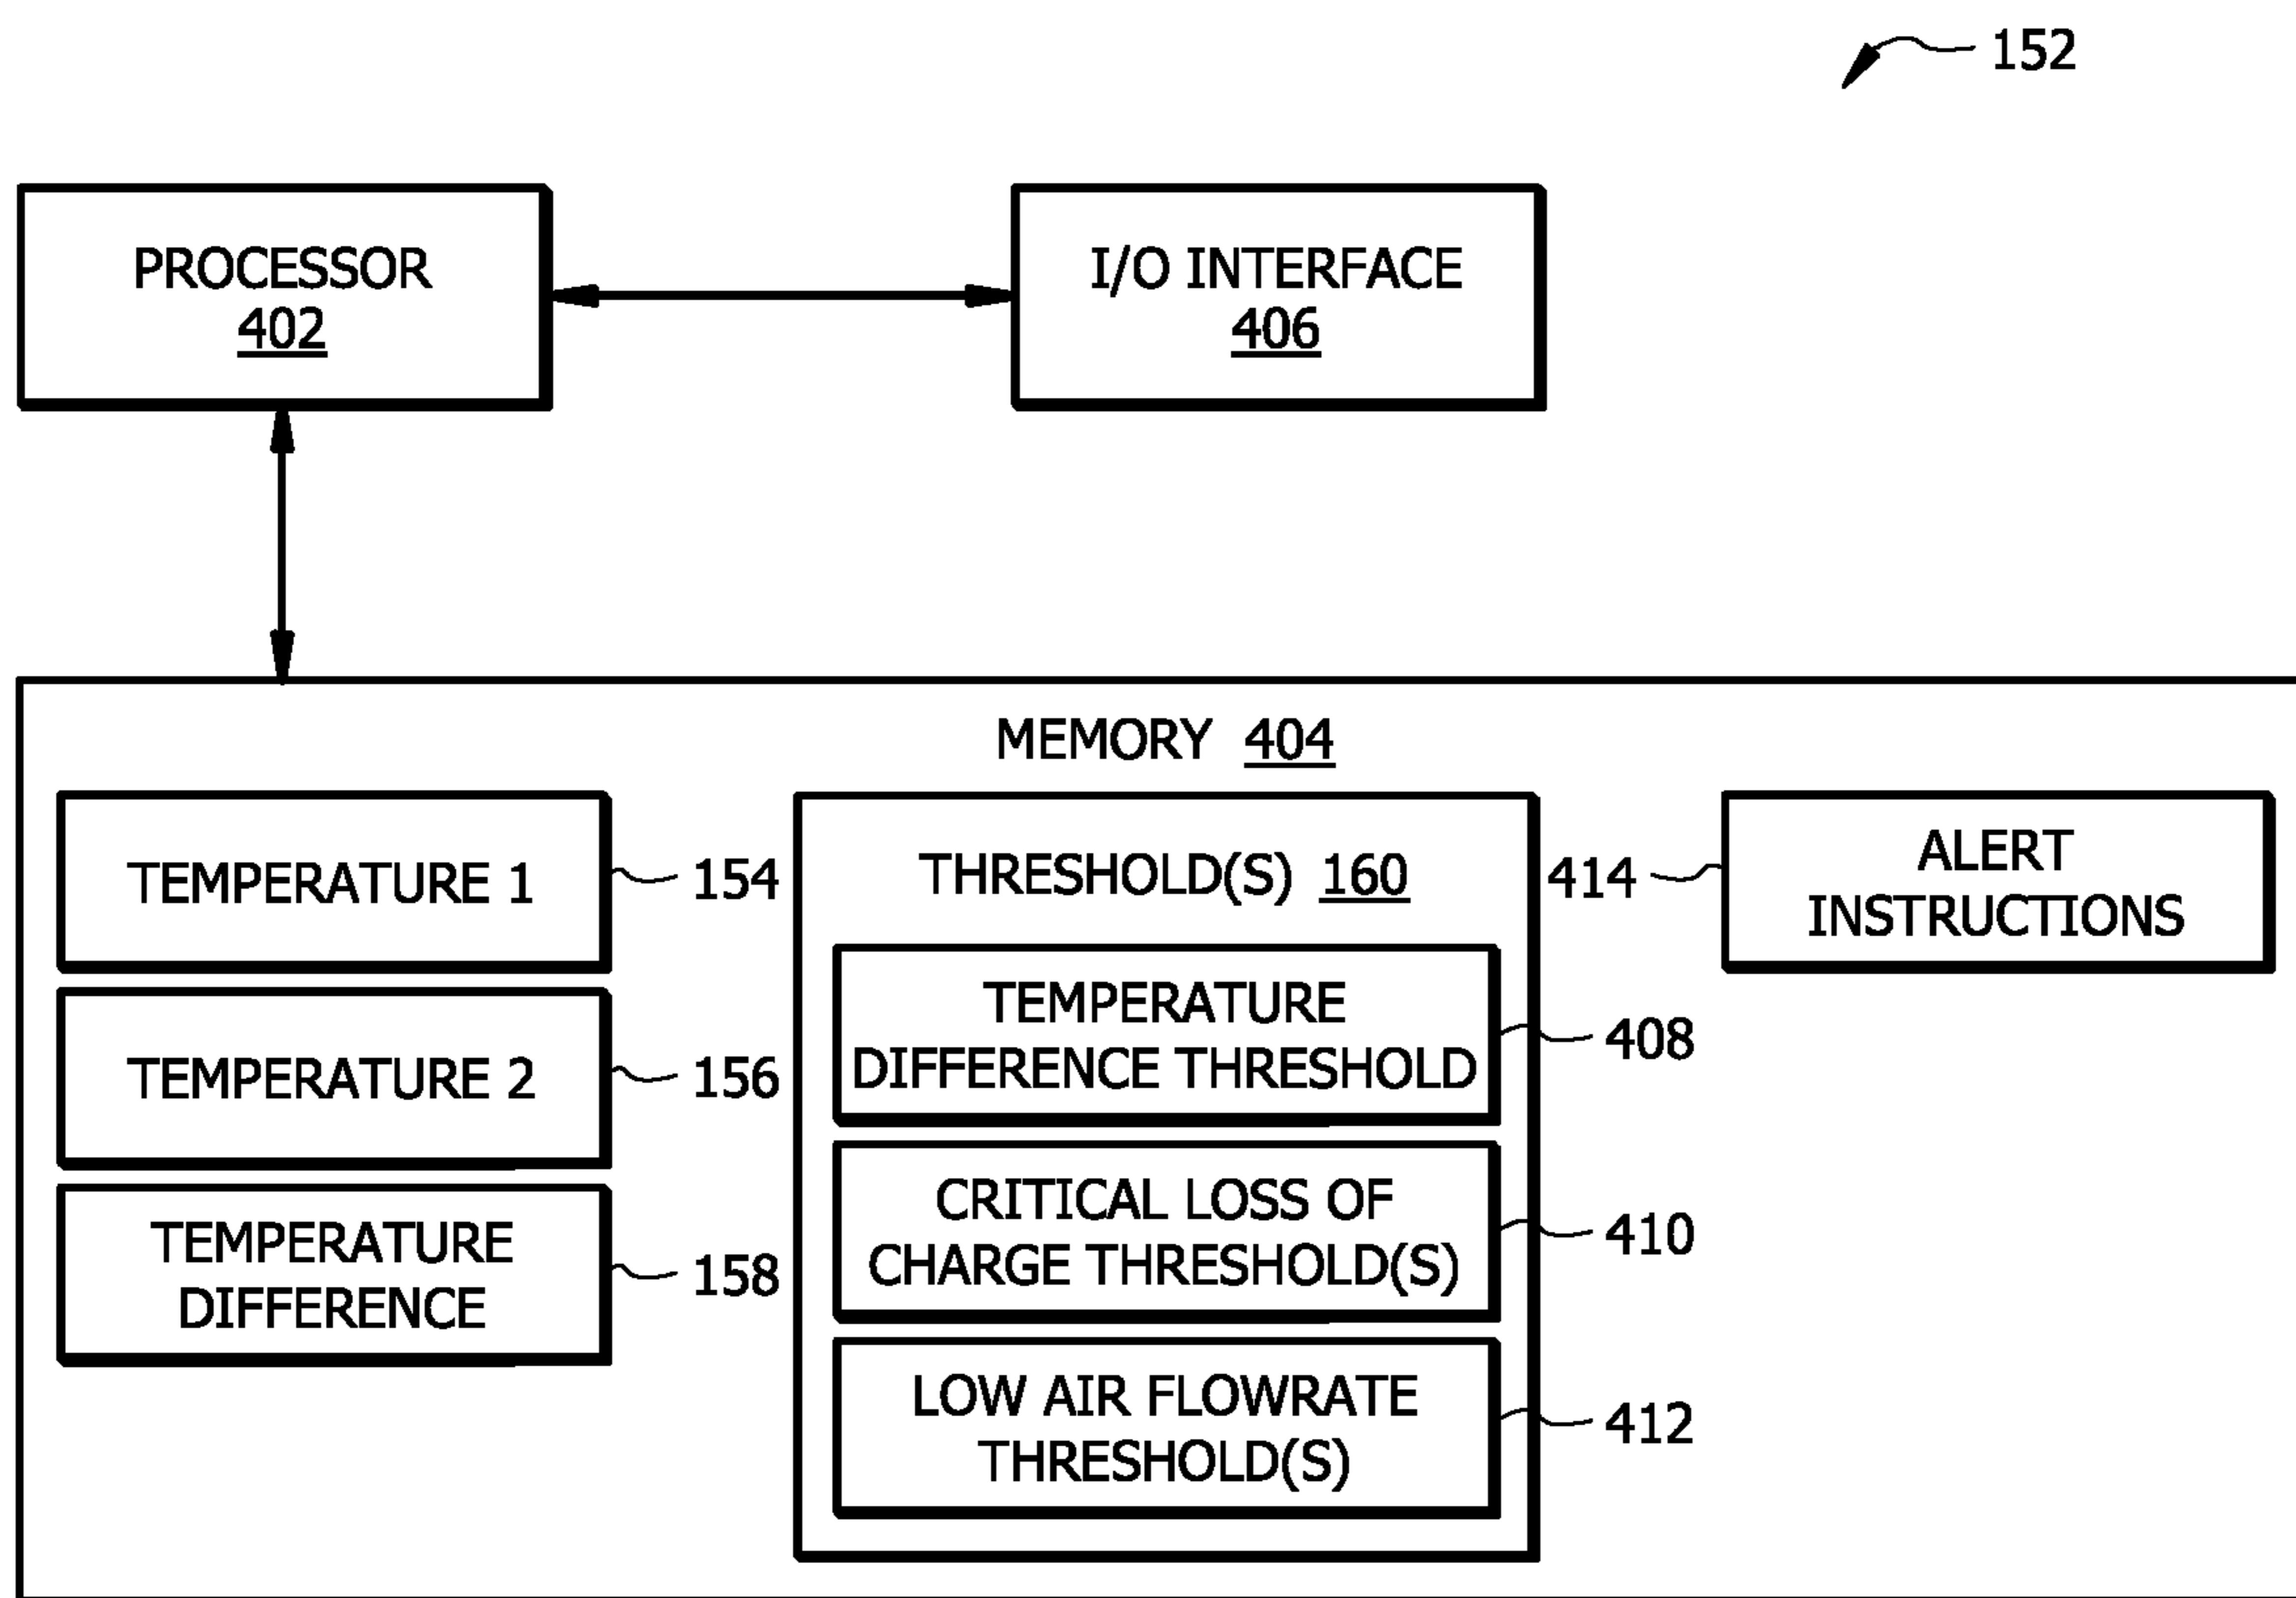 152
PROCESSOR
402
I/O INTERFACE
406
MEMORY 404
TEMPERATURE 1
154
TEMPERATURE 2
156
TEMPERATURE
DIFFERENCE
158
THRESHOLD(S) 160
TEMPERATURE
DIFFERENCE THRESHOLD
408
CRITICAL LOSS OF
CHARGE THRESHOLD(S)
410
LOW AIR FLOWRATE
THRESHOLD(S)
412
414
ALERT
INSTRUCTIONS